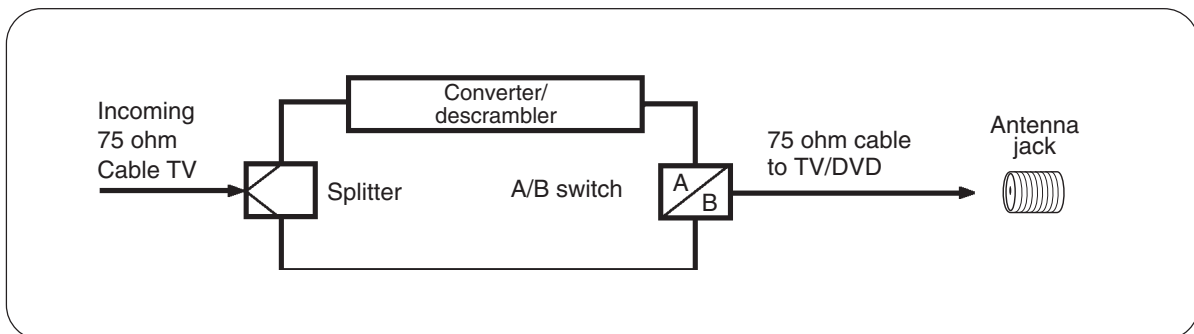 Incoming
75 ohm
Cable TV
Splitter
Converter/
descrambler
A/B switch
A
B
75 ohm cable
to TV/DVD
Antenna
jack